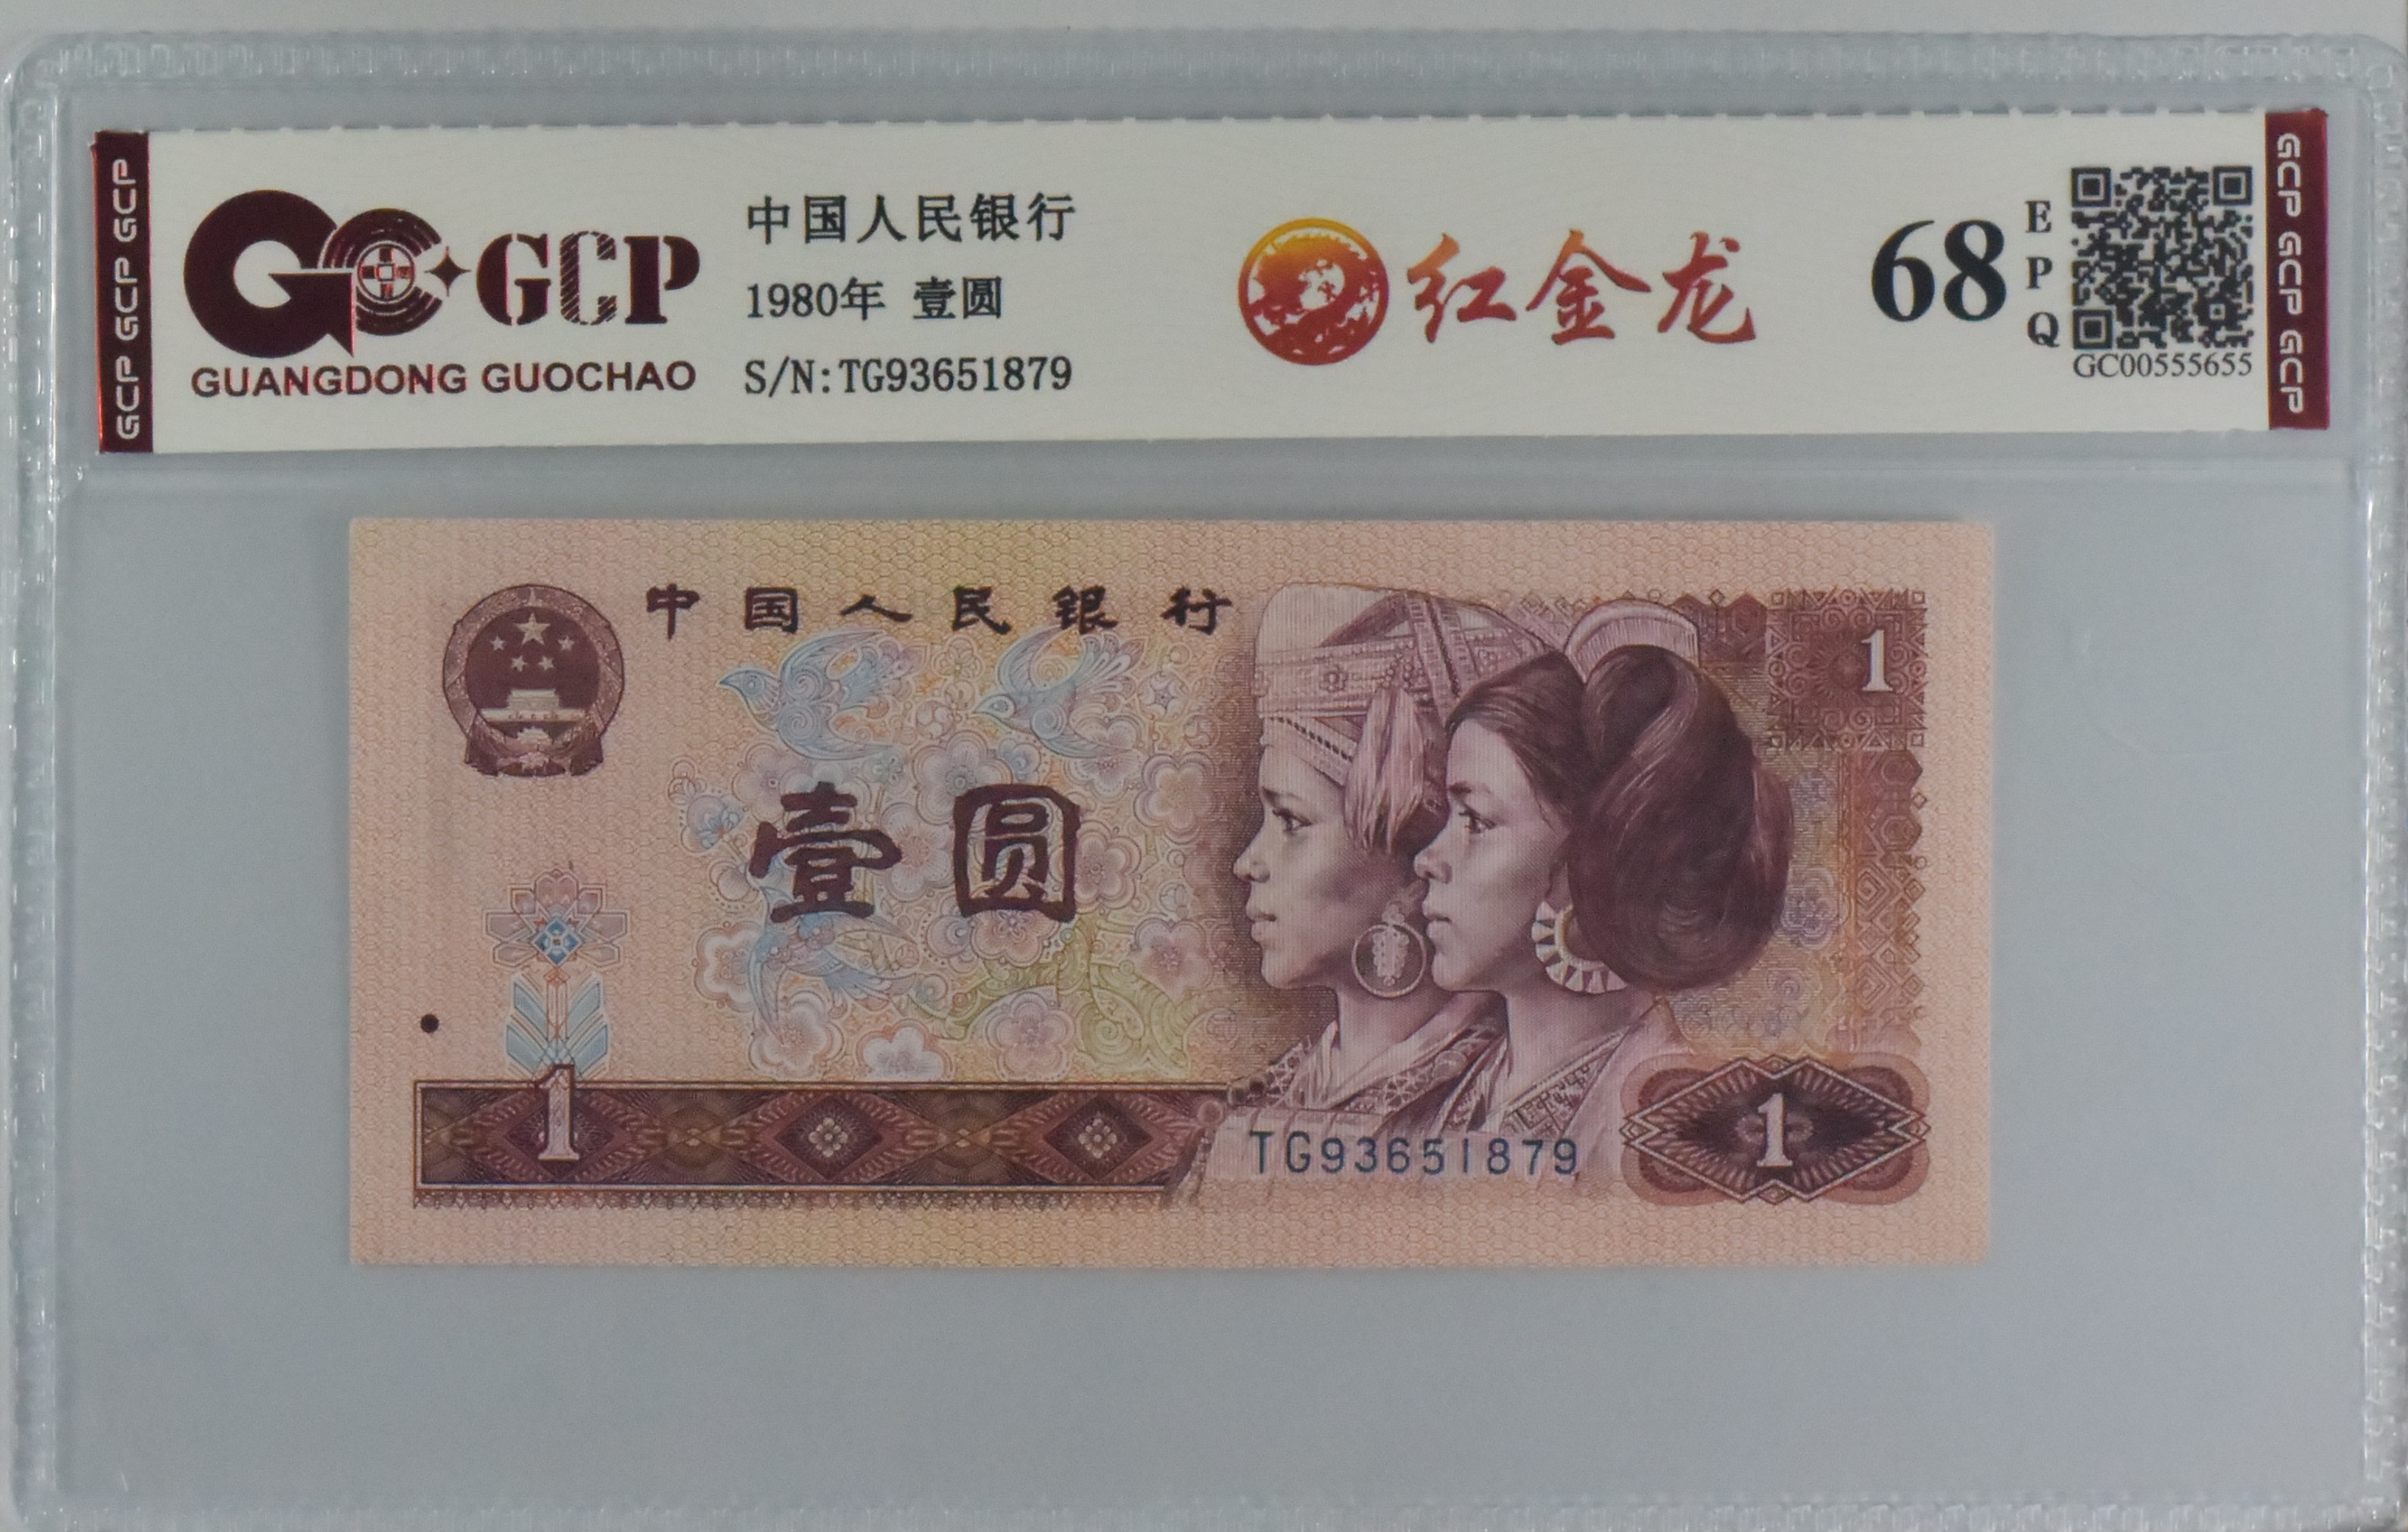 GCP GCP GCP
GCP
GUANGDONG GUOCHAO
中国人民银行
1980年 壹圆
S/N:TG93651879
红金龙
68
EPQ
GC00555655
GCP GCP GCP
中国人民银行
1
壹圆
1
TG93651879
1